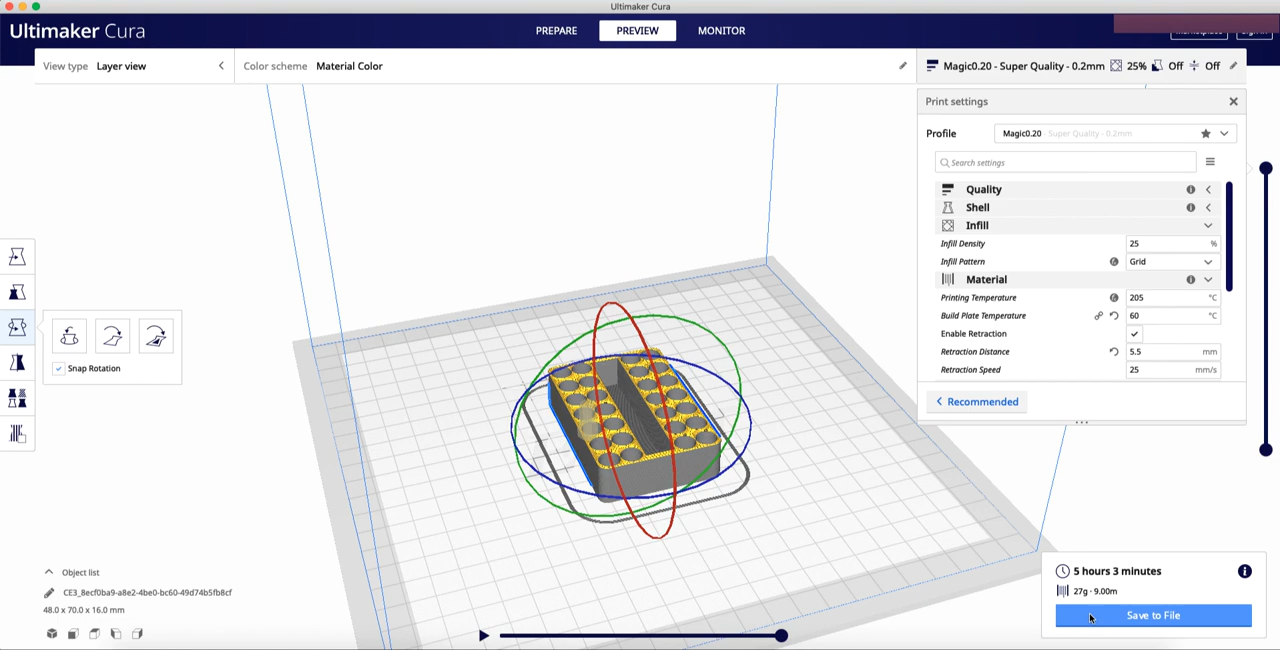 Ultimaker Cura
Ultimaker Cura
PREPARE
PREVIEW
MONITOR
View type Layer view
Color scheme Material Color
Magic0.20 - Super Quality - 0.2mm 25% Off Off
Print settings
Profile Magic0.20 - Super Quality - 0.2mm
Search settings
Quality
Shell
Infill
Infill Density 25 %
Infill Pattern Grid
Material
Printing Temperature 205 °C
Build Plate Temperature 60 °C
Enable Retraction
Retraction Distance 5.5 mm
Retraction Speed 25 mm/s
Recommended
Snap Rotation
Object list
CE3_8ecf0ba9-a8e2-4be0-bc60-49d74b5fb8cf
48.0 x 70.0 x 16.0 mm
5 hours 3 minutes
27g · 9.00m
Save to File